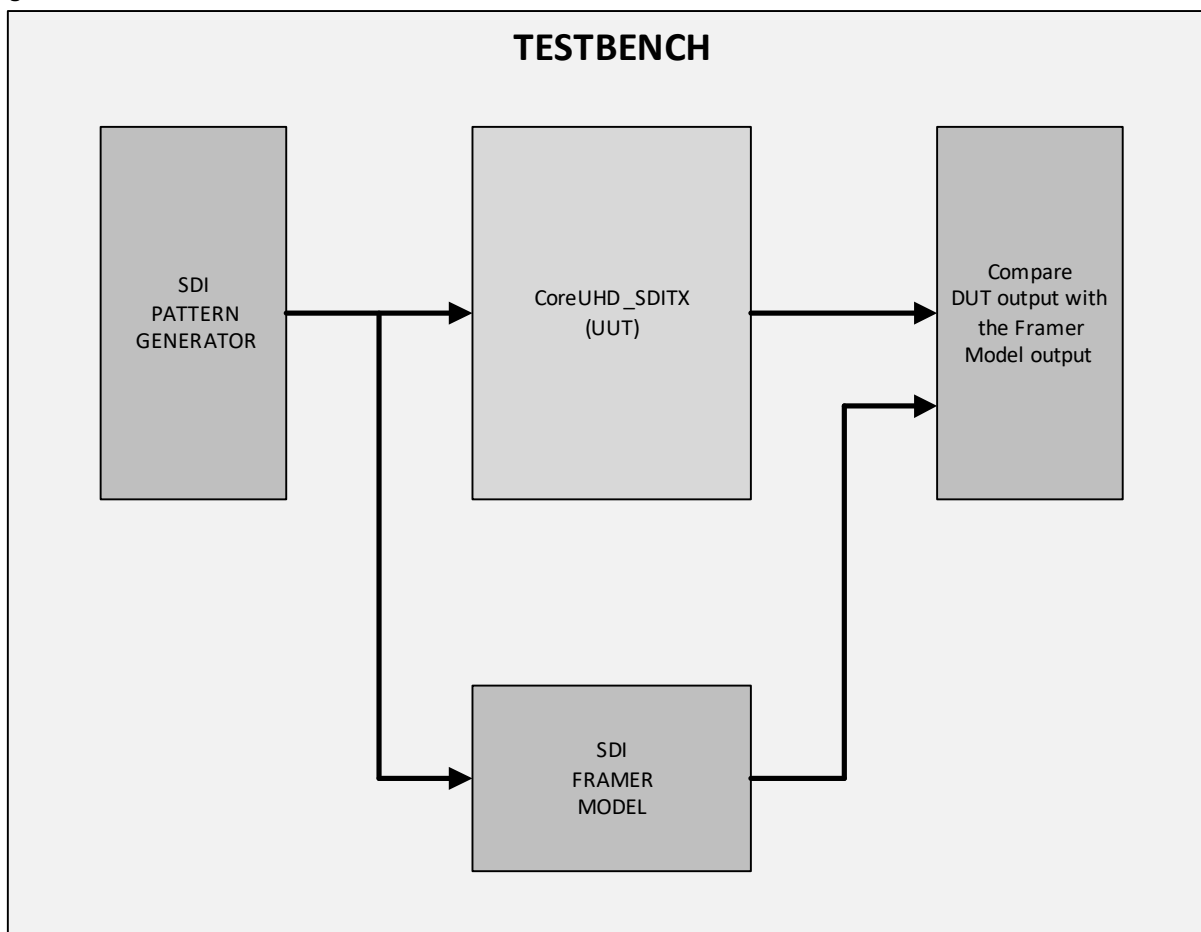 TESTBENCH
SDI
PATTERN
GENERATOR
CoreUHD_SDITX
(UUT)
Compare
DUT output with
the Framer
Model output
SDI
FRAMER
MODEL